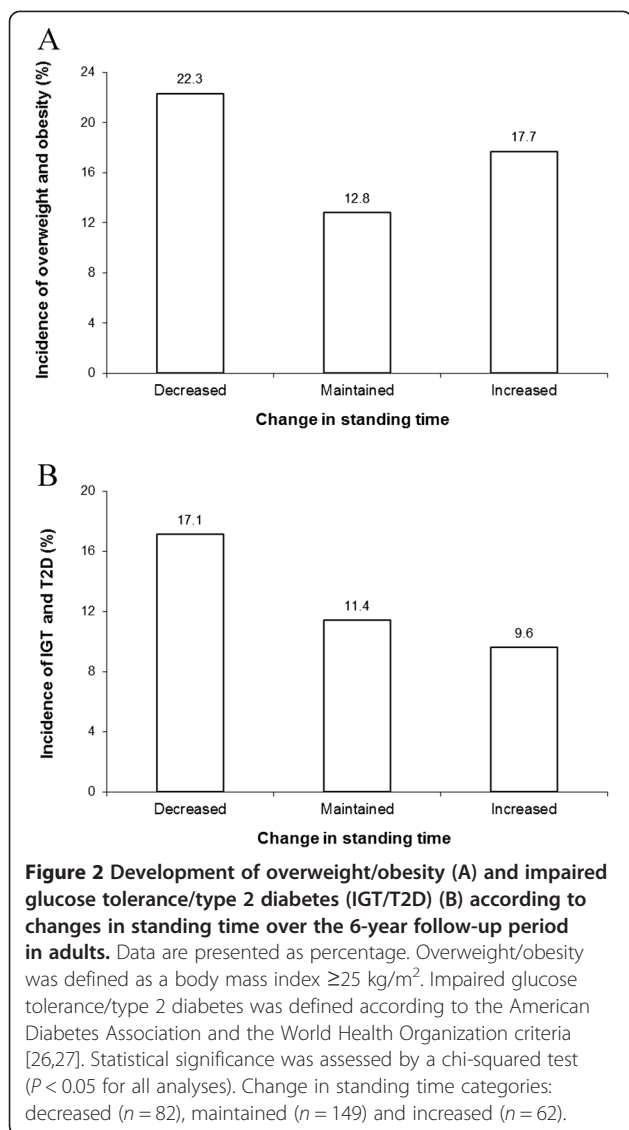 A
Incidence of overweight and obesity (%)
24
20
16
12
8
4
0
22.3
12.8
17.7
Decreased
Maintained
Increased
Change in standing time
B
Incidence of IGT and T2D (%)
20
16
12
8
4
0
17.1
11.4
9.6
Decreased
Maintained
Increased
Change in standing time
Figure 2 Development of overweight/obesity (A) and impaired
glucose tolerance/type 2 diabetes (IGT/T2D) (B) according to
changes in standing time over the 6-year follow-up period
in adults. Data are presented as percentage. Overweight/obesity
was defined as a body mass index ≥25 kg/m². Impaired glucose
tolerance/type 2 diabetes was defined according to the American
Diabetes Association and the World Health Organization criteria
[26,27]. Statistical significance was assessed by a chi-squared test
(P < 0.05 for all analyses). Change in standing time categories:
decreased (n = 82), maintained (n = 149) and increased (n = 62).